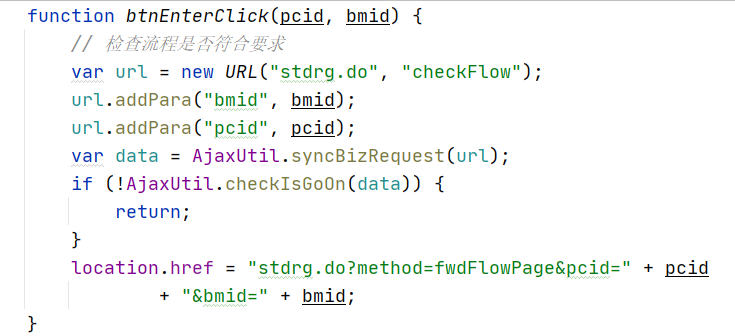 function btnEnterClick(pcid, bmid) {
    // 检查流程是否符合要求
    var url = new URL("stdrg.do", "checkFlow");
    url.addPara("bmid", bmid);
    url.addPara("pcid", pcid);
    var data = AjaxUtil.syncBizRequest(url);
    if (!AjaxUtil.checkIsGoOn(data)) {
        return;
    }
    location.href = "stdrg.do?method=fwdFlowPage&pcid=" + pcid
            + "&bmid=" + bmid;
}